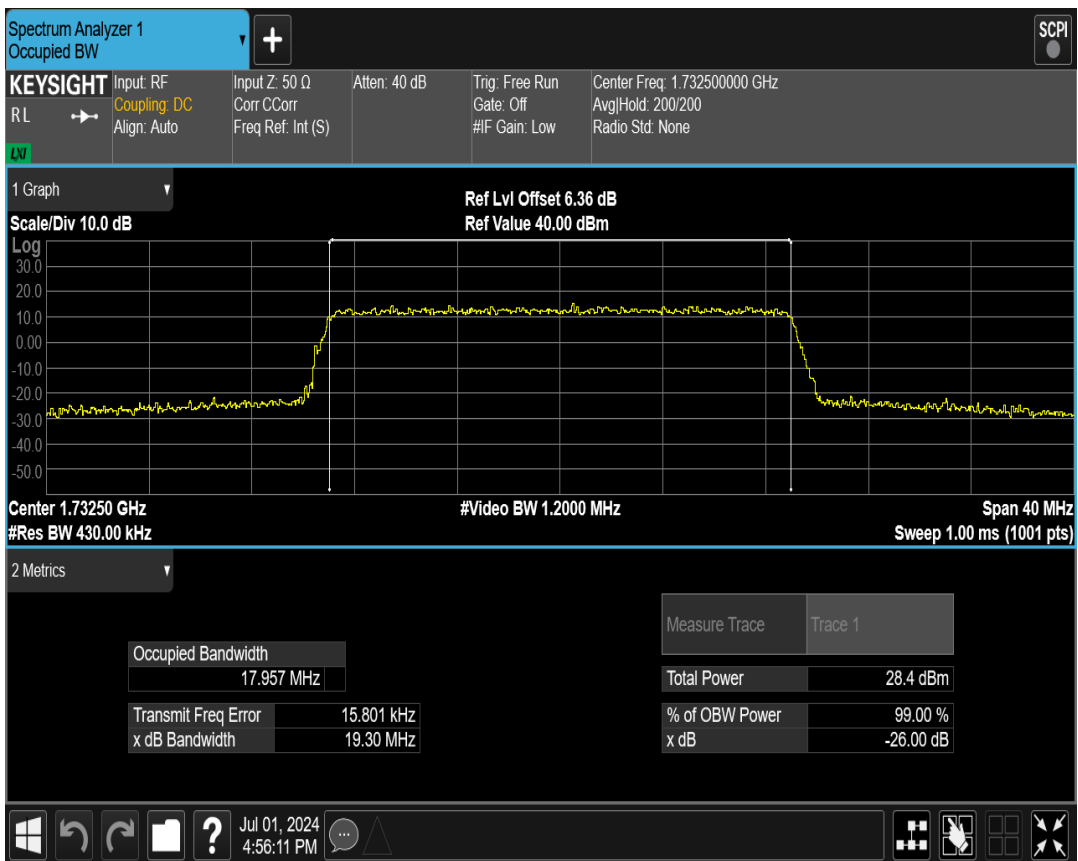 Spectrum Analyzer 1
Occupied BW
+
SCPI
KEYSIGHT
R L
LXI
Input: RF
Coupling: DC
Align: Auto
Input Z: 50 Ω
Corr CCorr
Freq Ref: Int (S)
Atten: 40 dB
Trig: Free Run
Gate: Off
#IF Gain: Low
Center Freq: 1.732500000 GHz
Avg|Hold: 200/200
Radio Std: None
1 Graph
Ref Lvl Offset 6.36 dB
Scale/Div 10.0 dB
Ref Value 40.00 dBm
Log
30.0
20.0
10.0
0.00
-10.0
-20.0
-30.0
-40.0
-50.0
Center 1.73250 GHz
#Video BW 1.2000 MHz
Span 40 MHz
#Res BW 430.00 kHz
Sweep 1.00 ms (1001 pts)
2 Metrics
Measure Trace Trace 1
Occupied Bandwidth
17.957 MHz
Total Power 28.4 dBm
Transmit Freq Error 15.801 kHz
% of OBW Power 99.00 %
x dB Bandwidth 19.30 MHz
x dB -26.00 dB
?
Jul 01, 2024
4:56:11 PM